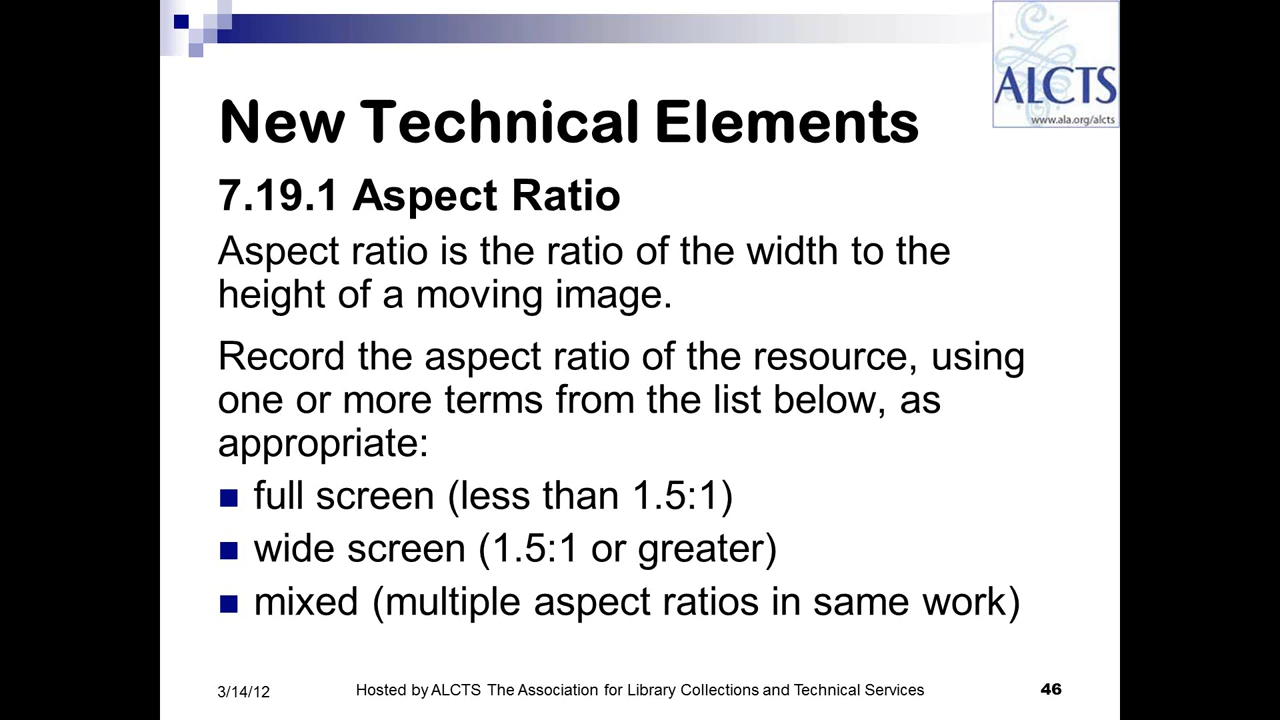 ALCTS
www.ala.org/alcts
New Technical Elements
7.19.1 Aspect Ratio
Aspect ratio is the ratio of the width to the
height of a moving image.
Record the aspect ratio of the resource, using
one or more terms from the list below, as
appropriate:
full screen (less than 1.5:1)
wide screen (1.5:1 or greater)
mixed (multiple aspect ratios in same work)
3/14/12
Hosted by ALCTS The Association for Library Collections and Technical Services
46